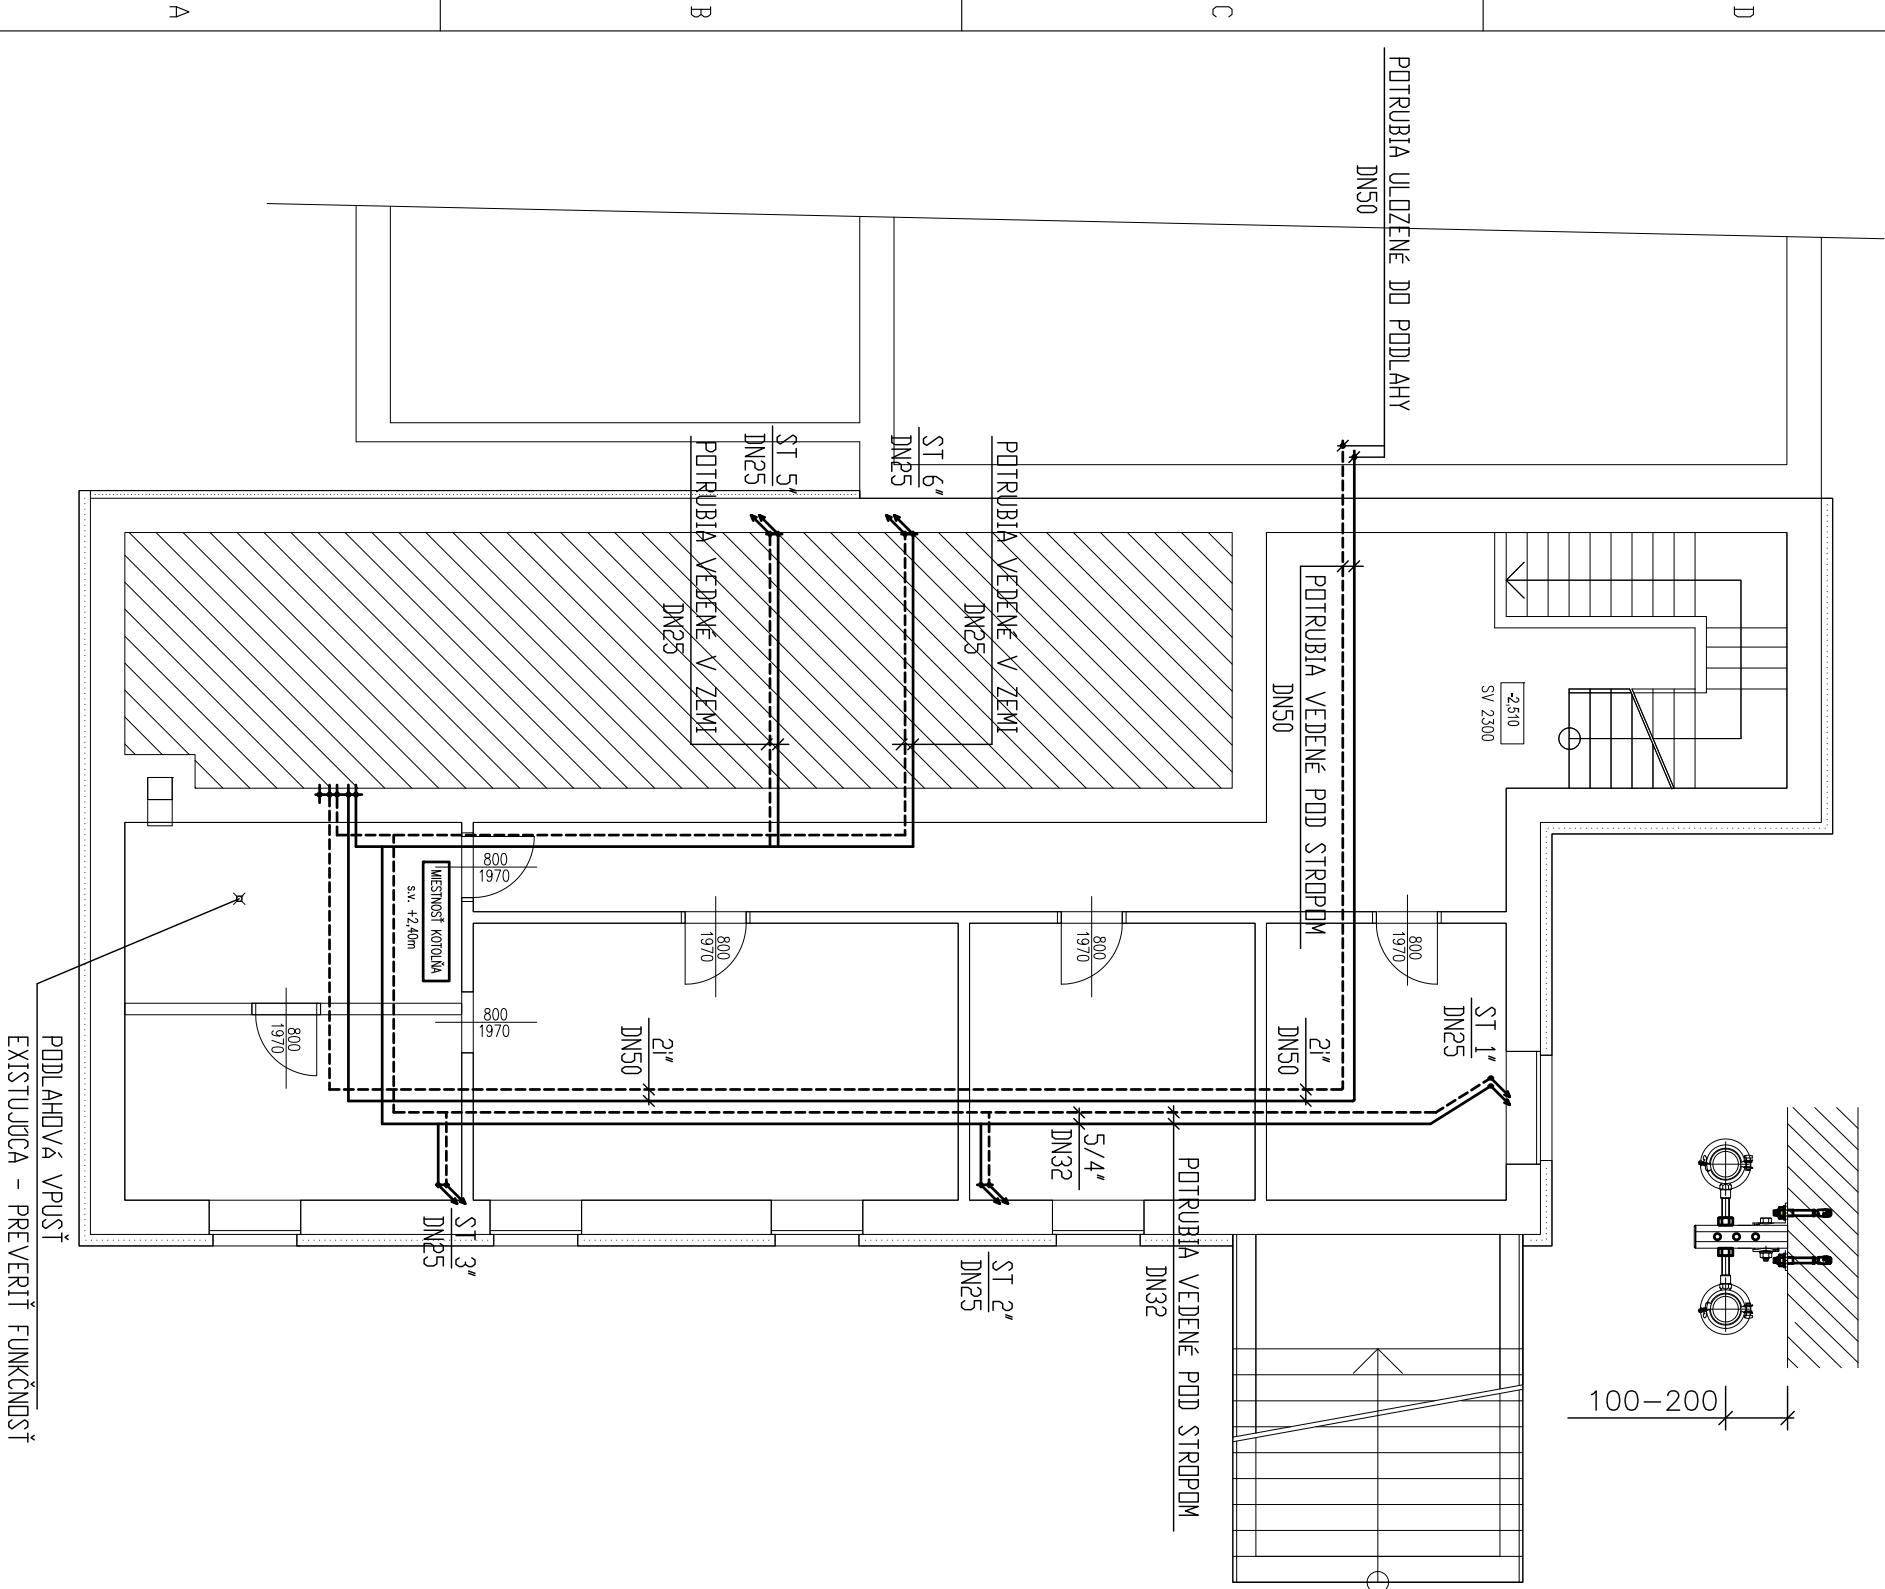 A
B
C
D
POTRUBIA ULOZENÉ DO PODLAHY
DN50
ST 5"
DN25
POTRUBIA VEDENÉ V ZEMI
DN25
ST 6"
DN25
POTRUBIA VEDENÉ V ZEMI
DN25
POTRUBIA VEDENÉ POD STROPOM
DN50
-2,510
SV 2300
800
1970
MIESTNOSŤ KOTOLŇA
s.v. +2,40m
800
1970
800
1970
800
1970
800
1970
800
1970
2i"
DN50
2i"
DN50
ST 1"
DN25
5/4"
DN32
POTRUBIA VEDENÉ POD STROPOM
DN32
ST 3"
DN25
ST 2"
DN25
PODLAHOVÁ VPUSŤ
EXISTUJÚCA - PREVERIŤ FUNKČNOSŤ
100-200